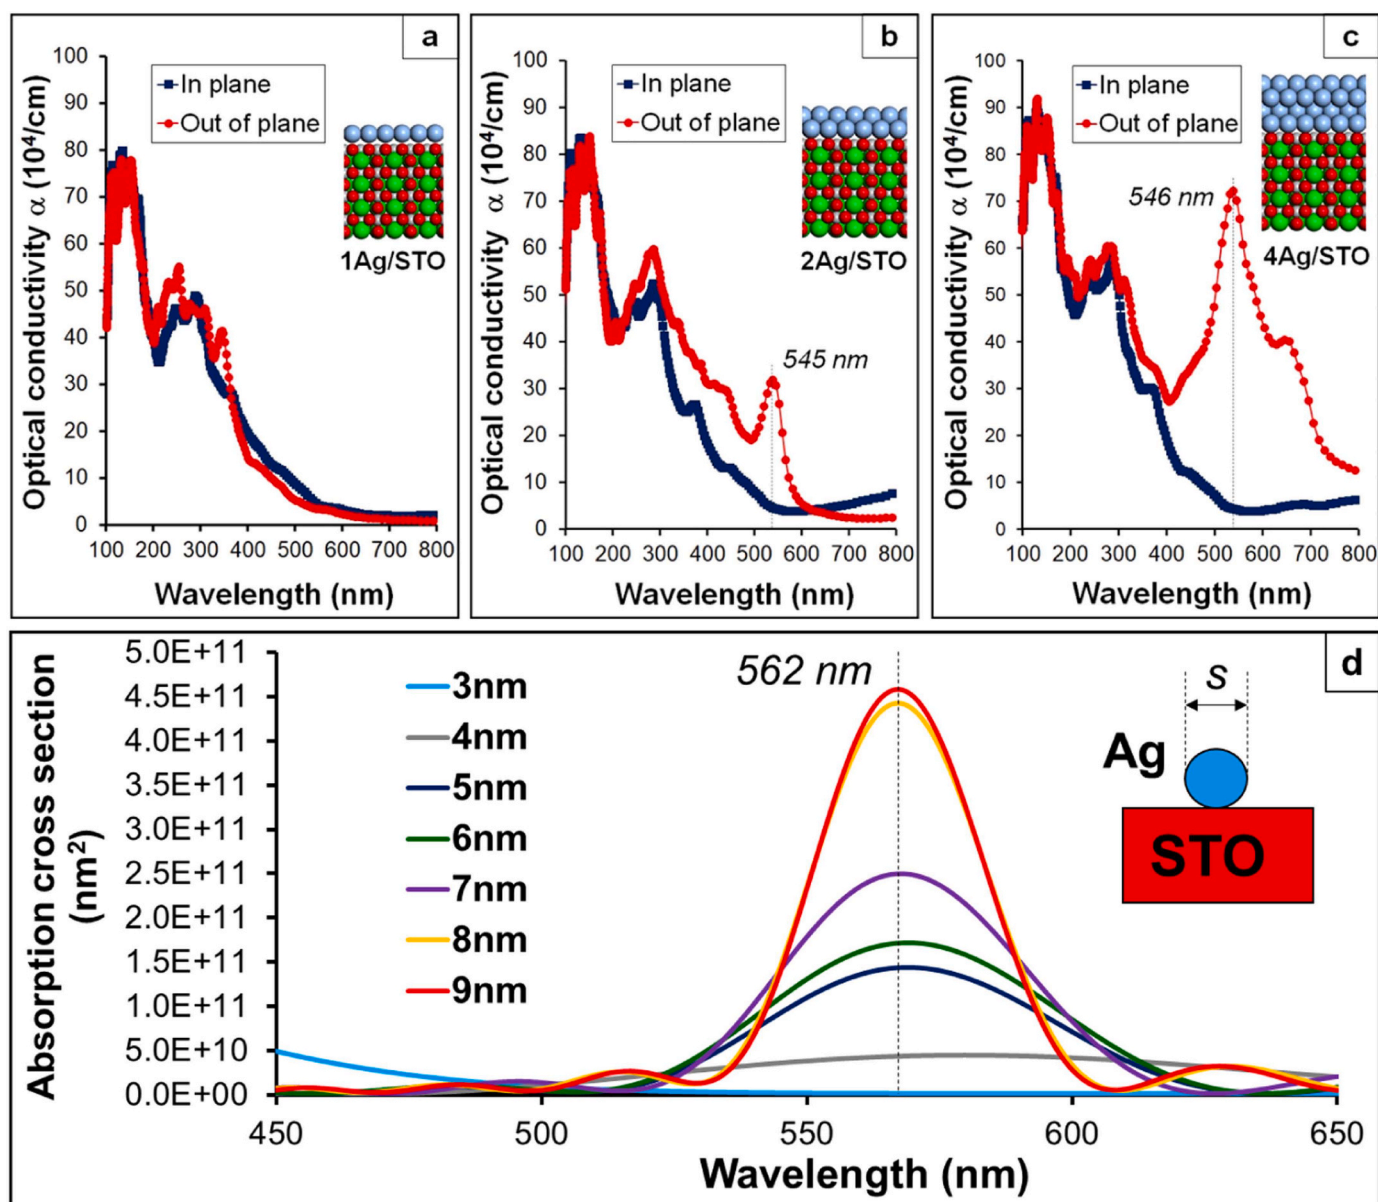 a
Optical conductivity α (10⁴/cm)
100
90
80
70
60
50
40
30
20
10
0
In plane
Out of plane
1Ag/STO
100 200 300 400 500 600 700 800
Wavelength (nm)
b
Optical conductivity α (10⁴/cm)
100
90
80
70
60
50
40
30
20
10
0
In plane
Out of plane
2Ag/STO
545 nm
100 200 300 400 500 600 700 800
Wavelength (nm)
c
Optical conductivity α (10⁴/cm)
100
90
80
70
60
50
40
30
20
10
0
In plane
Out of plane
546 nm
4Ag/STO
100 200 300 400 500 600 700 800
Wavelength (nm)
d
Absorption cross section
(nm²)
5.0E+11
4.5E+11
4.0E+11
3.5E+11
3.0E+11
2.5E+11
2.0E+11
1.5E+11
1.0E+11
5.0E+10
0.0E+00
3nm
4nm
5nm
6nm
7nm
8nm
9nm
562 nm
s
Ag
STO
450 500 550 600 650
Wavelength (nm)